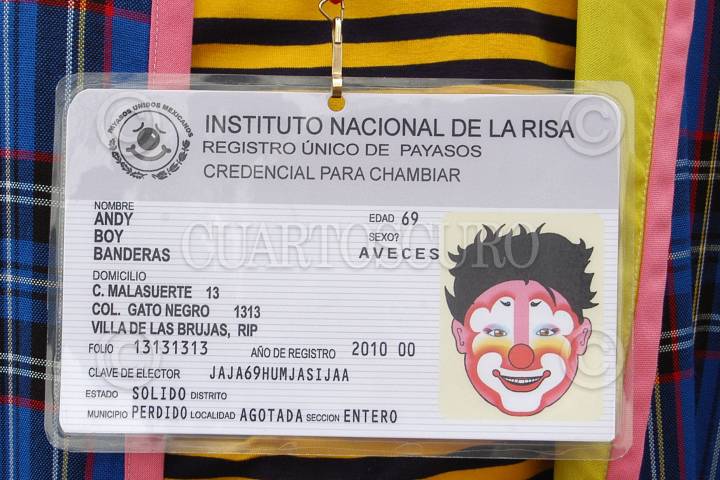 PAYASOS UNIDOS MEXICANOS
INSTITUTO NACIONAL DE LA RISA
REGISTRO ÚNICO DE PAYASOS
CREDENCIAL PARA CHAMBIAR
NOMBRE
ANDY EDAD 69
BOY SEXO?
BANDERAS AVECES
CUARTOSCURO
DOMICILIO
C. MALASUERTE 13
COL. GATO NEGRO 1313
VILLA DE LAS BRUJAS, RIP
FOLIO 13131313 AÑO DE REGISTRO 2010 00
CLAVE DE ELECTOR JAJA69HUMJASIJAA
ESTADO SOLIDO DISTRITO
MUNICIPIO PERDIDO LOCALIDAD AGOTADA SECCION ENTERO